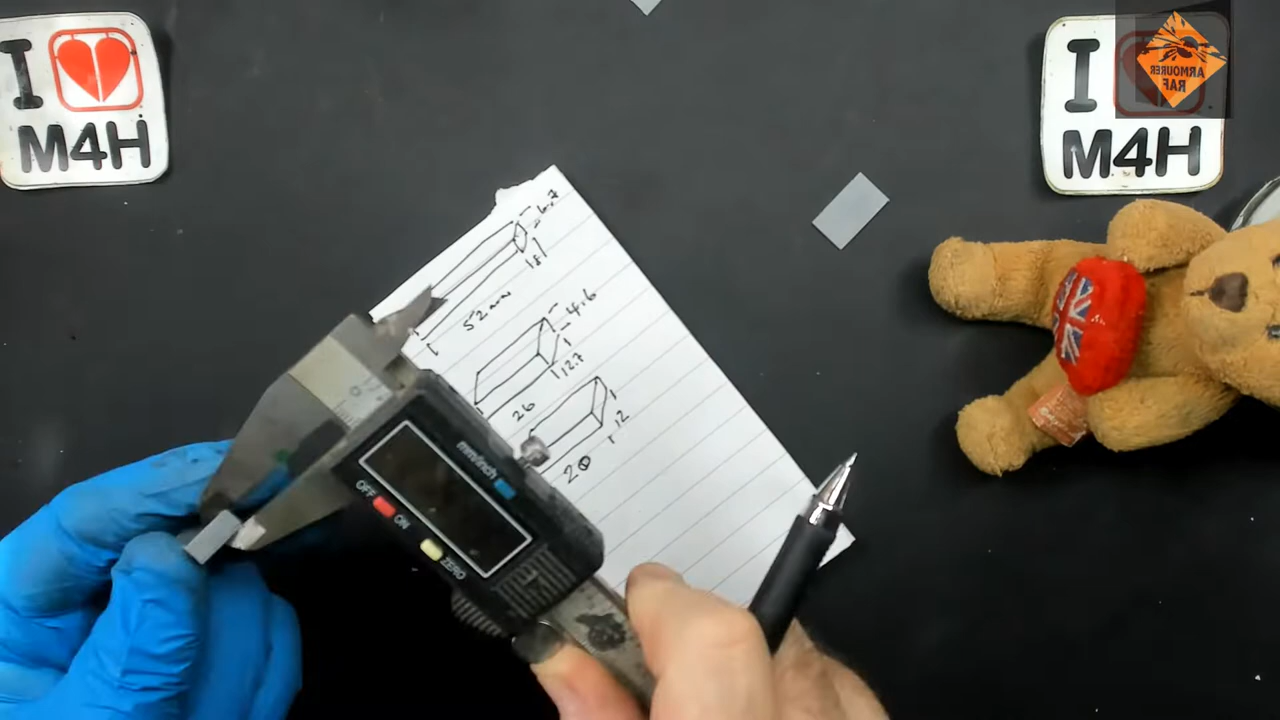 I
M4H
I
M4H
ARMOURER
RAF
6.7
18
52mm
4.6
12.7
26
12
20
mm/inch
OFF
ON
ZERO